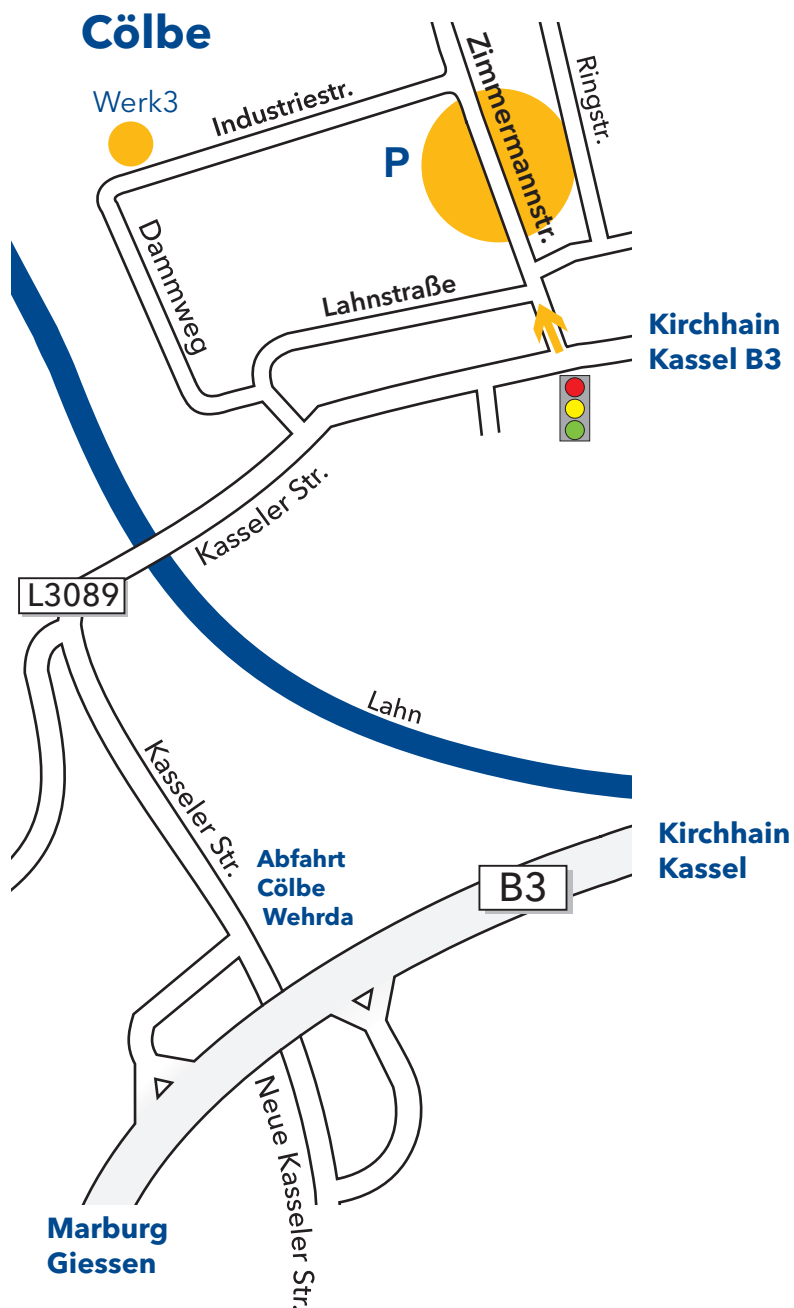 Cölbe
Werk3
Industriestr.
Zimmermannstr.
Ringstr.
P
Dammweg
Lahnstraße
Kirchhain
Kassel B3
Kasseler Str.
L3089
Lahn
Kasseler Str.
Abfahrt
Cölbe
Wehrda
Kirchhain
Kassel
B3
Neue Kasseler Str.
Marburg
Giessen